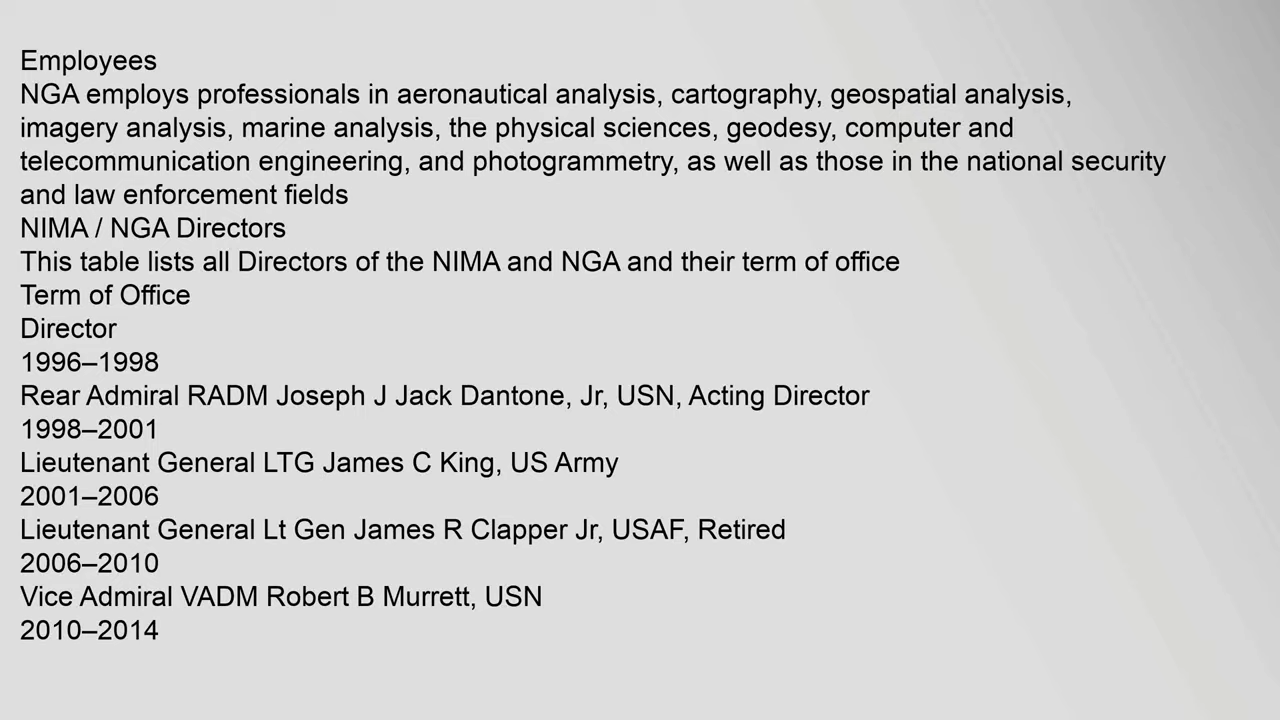 Employees
NGA employs professionals in aeronautical analysis, cartography, geospatial analysis,
imagery analysis, marine analysis, the physical sciences, geodesy, computer and
telecommunication engineering, and photogrammetry, as well as those in the national security
and law enforcement fields
NIMA / NGA Directors
This table lists all Directors of the NIMA and NGA and their term of office
Term of Office
Director
1996–1998
Rear Admiral RADM Joseph J Jack Dantone, Jr, USN, Acting Director
1998–2001
Lieutenant General LTG James C King, US Army
2001–2006
Lieutenant General Lt Gen James R Clapper Jr, USAF, Retired
2006–2010
Vice Admiral VADM Robert B Murrett, USN
2010–2014